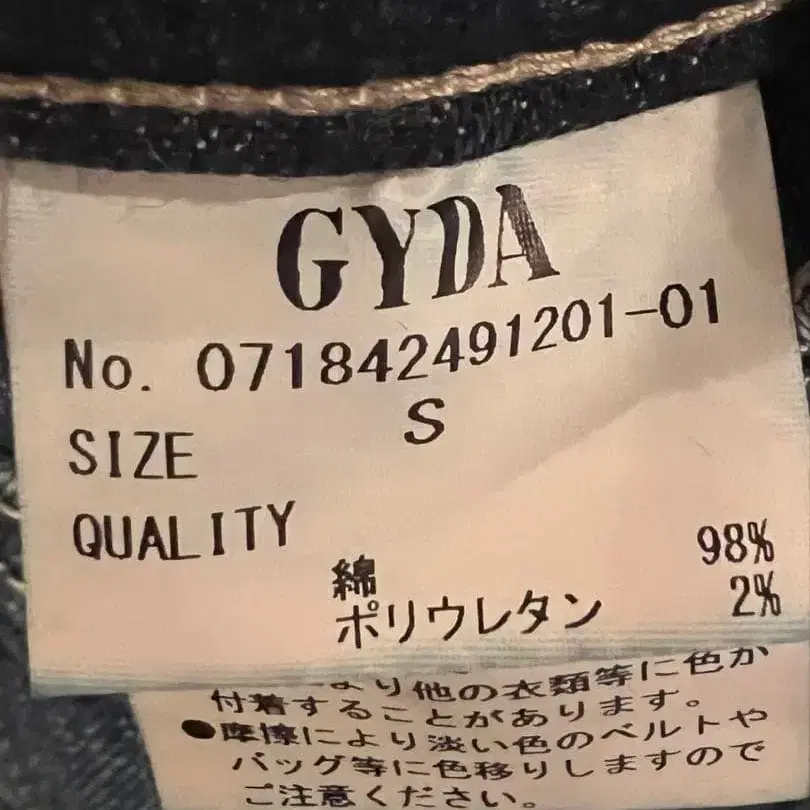 GYDA
No. 071842491201-01
SIZE S
QUALITY
綿 98%
ポリウレタン 2%
より他の衣類等に色が
付着することがあります。
●摩擦により淡い色のベルトや
バッグ等に色移りしますので
ご注意ください。